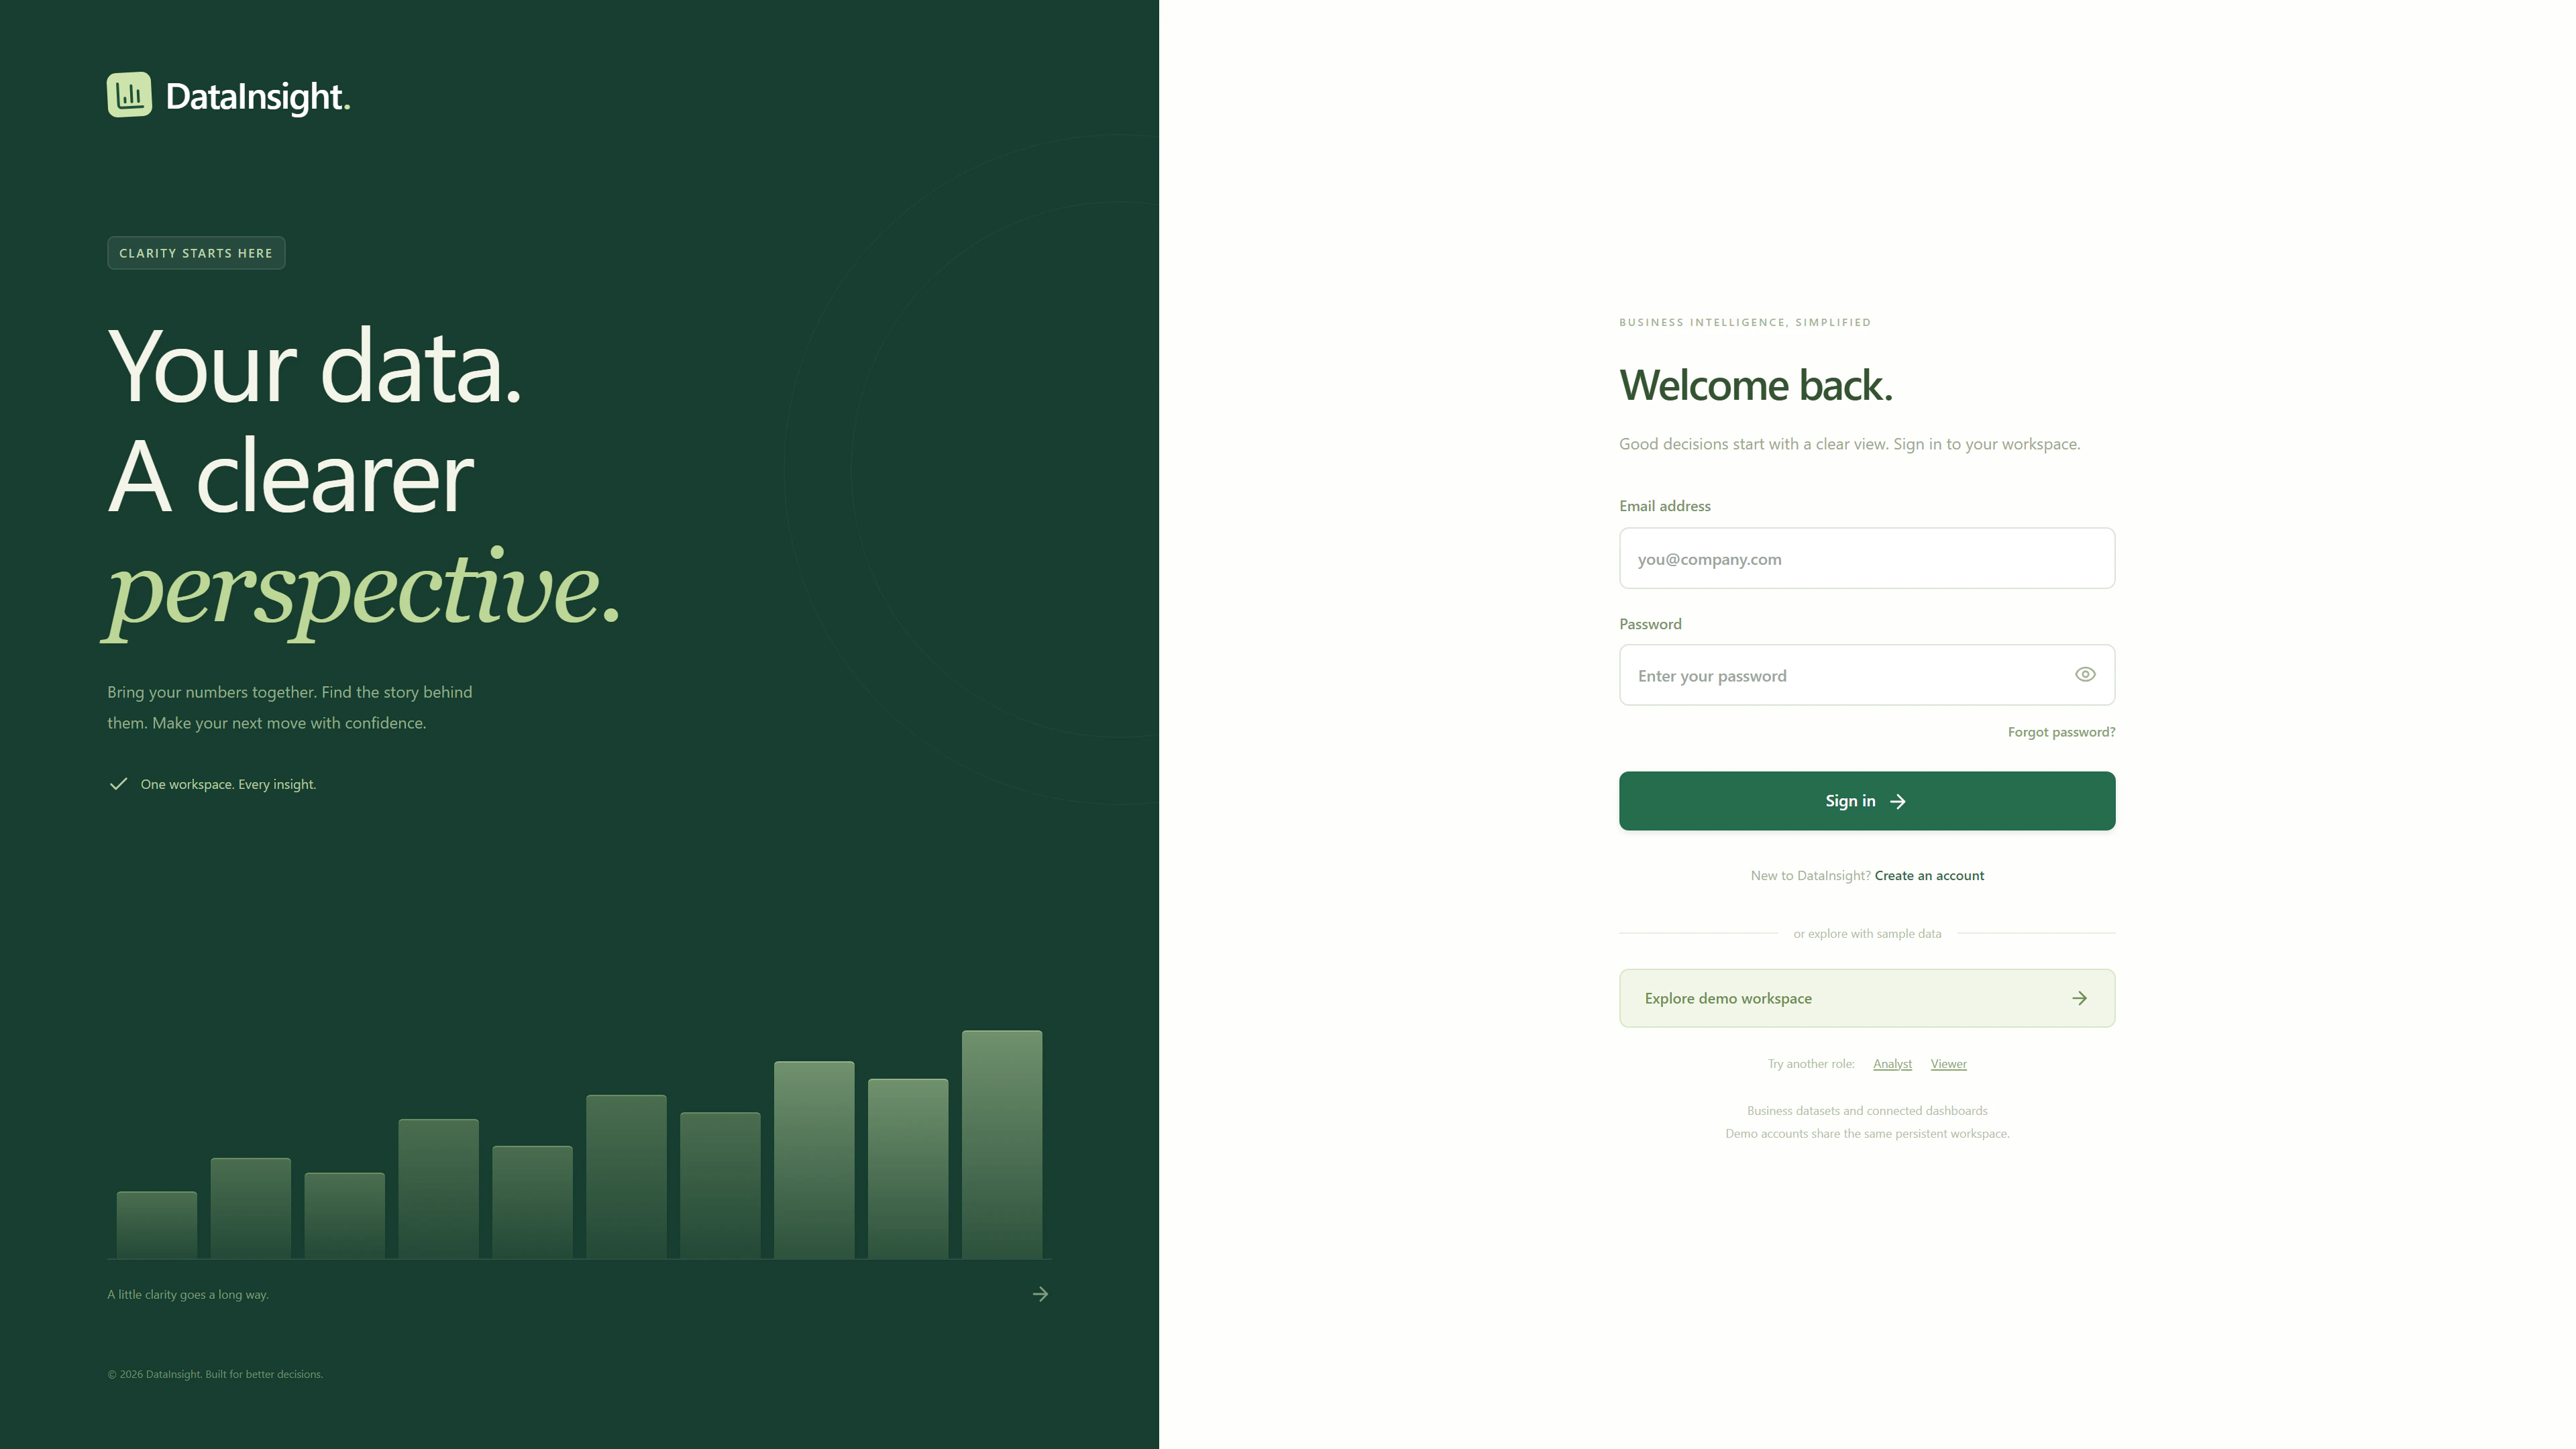 DataInsight.
CLARITY STARTS HERE
Your data.
A clearer
perspective.
Bring your numbers together. Find the story behind
them. Make your next move with confidence.
One workspace. Every insight.
A little clarity goes a long way.
© 2026 DataInsight. Built for better decisions.
BUSINESS INTELLIGENCE, SIMPLIFIED
Welcome back.
Good decisions start with a clear view. Sign in to your workspace.
Email address
you@company.com
Password
Enter your password
Forgot password?
Sign in
New to DataInsight? Create an account
or explore with sample data
Explore demo workspace
Try another role: Analyst Viewer
Business datasets and connected dashboards
Demo accounts share the same persistent workspace.